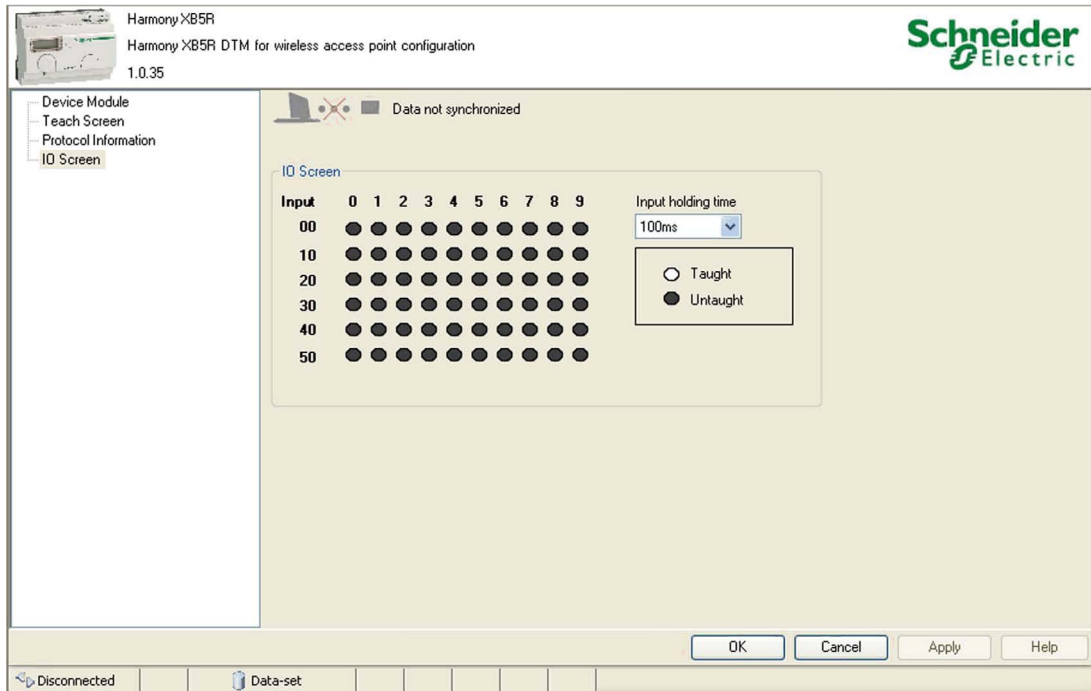 Harmony XB5R
Harmony XB5R DTM for wireless access point configuration
1.0.35
Schneider
Electric
Device Module
Teach Screen
Protocol Information
IO Screen
Data not synchronized
IO Screen
Input 0 1 2 3 4 5 6 7 8 9
00
10
20
30
40
50
Input holding time
100ms
Taught
Untaught
OK Cancel Apply Help
Disconnected Data-set